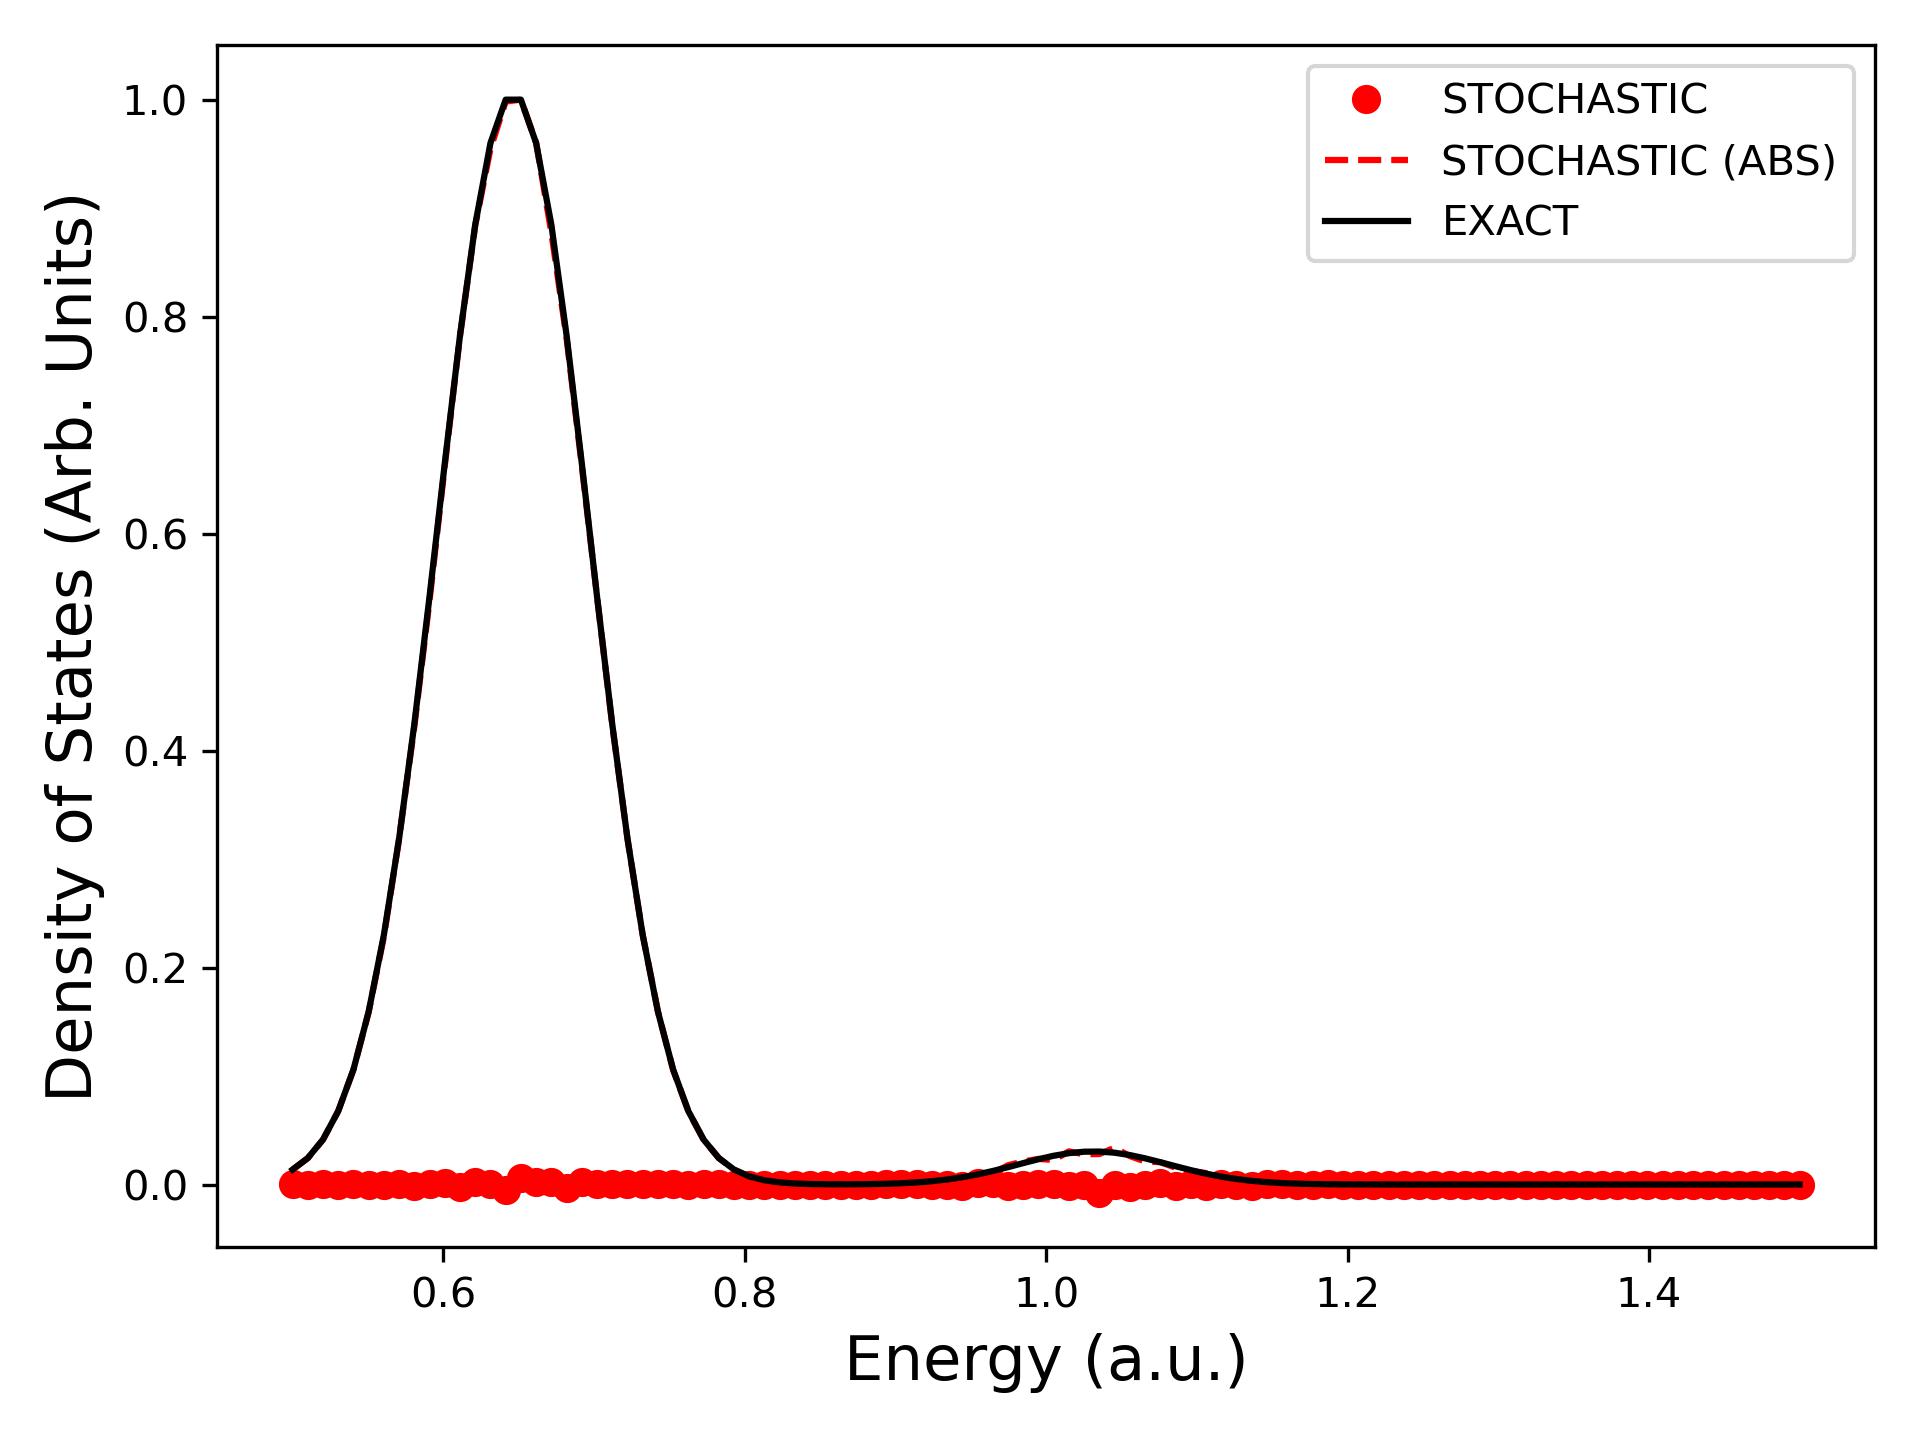 STOCHASTIC
STOCHASTIC (ABS)
EXACT
Density of States (Arb. Units)
1.0
0.8
0.6
0.4
0.2
0.0
0.6 0.8 1.0 1.2 1.4
Energy (a.u.)